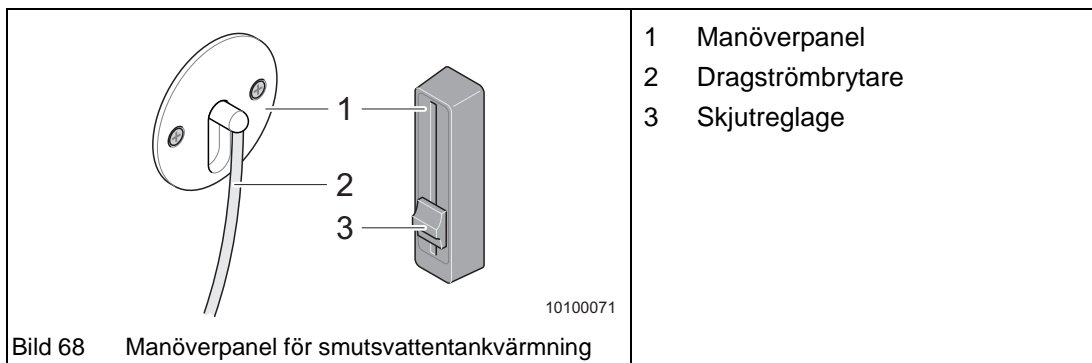 1
2
3
10100071
Bild 68 Manöverpanel för smutsvattentankvärmning
1 Manöverpanel
2 Dragströmbrytare
3 Skjutreglage